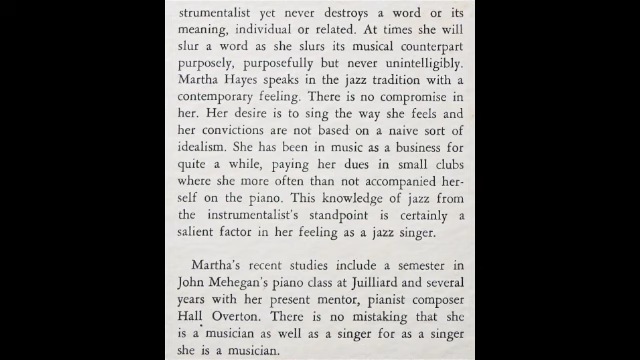 strumentalist yet never destroys a word or its
meaning, individual or related. At times she will
slur a word as she slurs its musical counterpart
purposely, purposefully but never unintelligibly.
Martha Hayes speaks in the jazz tradition with a
contemporary feeling. There is no compromise in
her. Her desire is to sing the way she feels and
her convictions are not based on a naive sort of
idealism. She has been in music as a business for
quite a while, paying her dues in small clubs
where she more often than not accompanied her-
self on the piano. This knowledge of jazz from
the instrumentalist's standpoint is certainly a
salient factor in her feeling as a jazz singer.
Martha's recent studies include a semester in
John Mehegan's piano class at Juilliard and several
years with her present mentor, pianist composer
Hall Overton. There is no mistaking that she
is a musician as well as a singer for as a singer
she is a musician.